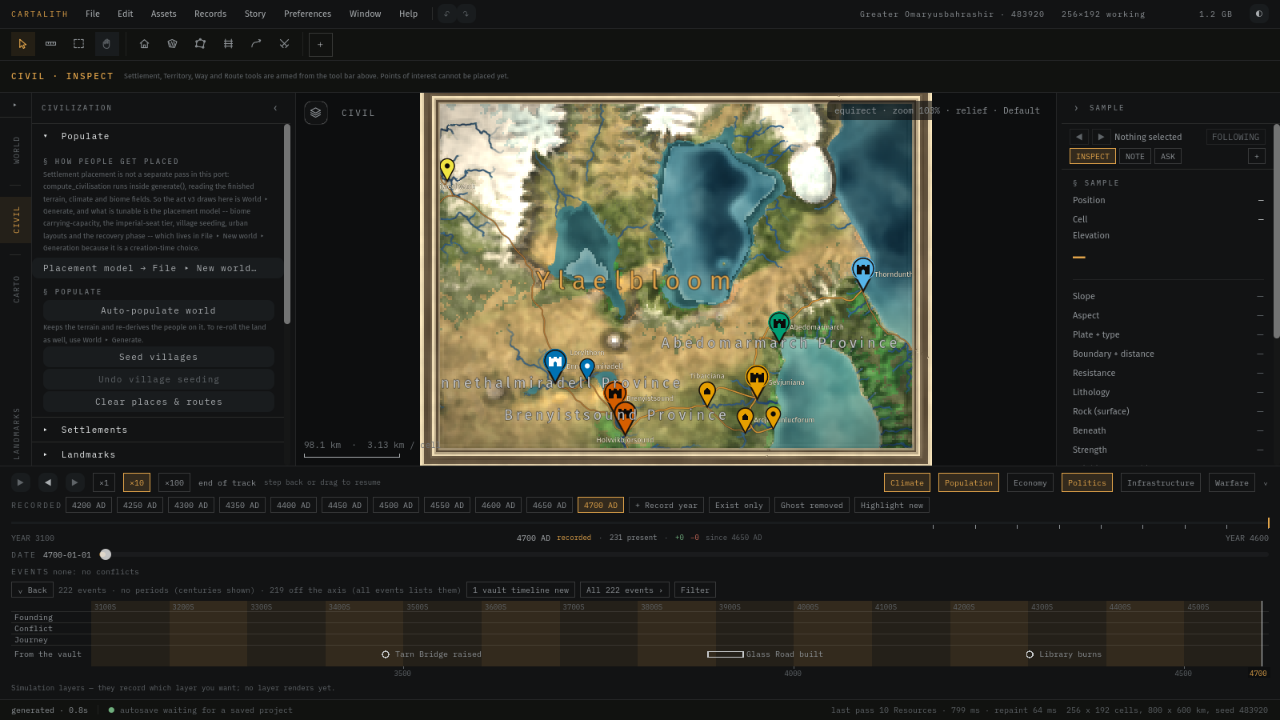 CARTALITH File Edit Assets Records Story Preferences Window Help
Greater Omaryusbahrashir · 483920 256×192 working 1.2 GB
CIVIL · INSPECT Settlement, Territory, Way and Route tools are armed from the tool bar above. Points of interest cannot be placed yet.
WORLD
CIVIL
CARTO
LANDMARKS
CIVILIZATION
Populate
§ HOW PEOPLE GET PLACED
Settlement placement is not a separate pass in this port:
compute_civilisation runs inside generate(), reading the finished
terrain, climate and biome fields. So the act v3 draws here is World •
Generate, and what is tunable is the placement model -- biome
carrying-capacity, the imperial-seat tier, village seeding, urban
layouts and the recovery phase -- which lives in File • New world •
Generation because it is a creation-time choice.
Placement model → File • New world…
§ POPULATE
Auto-populate world
Keeps the terrain and re-derives the people on it. To re-roll the land
as well, use World • Generate.
Seed villages
Undo village seeding
Clear places & routes
Settlements
Landmarks
CIVIL
equirect · zoom 103% · relief · Default
Ylaelbloom
Thorndunth
Abedomarmarch
Abedomarmarch Province
nnethalmiradell Province
Brenyistsound Province
98.1 km · 3.13 km /
SAMPLE
Nothing selected FOLLOWING
INSPECT NOTE ASK +
§ SAMPLE
Position —
Cell —
Elevation
—
Slope —
Aspect —
Plate + type —
Boundary + distance —
Resistance —
Lithology —
Rock (surface) —
Beneath —
Strength —
×1 ×10 ×100 end of track step back or drag to resume
Climate Population Economy Politics Infrastructure Warfare
RECORDED 4200 AD 4250 AD 4300 AD 4350 AD 4400 AD 4450 AD 4500 AD 4550 AD 4600 AD 4650 AD 4700 AD + Record year Exist only Ghost removed Highlight new
YEAR 3100 4700 AD recorded · 231 present · +0 -0 since 4650 AD YEAR 4600
DATE 4700-01-01
EVENTS none: no conflicts
Back 222 events · no periods (centuries shown) · 219 off the axis (all events lists them) 1 vault timeline new All 222 events › Filter
3100S 3200S 3300S 3400S 3500S 3600S 3700S 3800S 3900S 4000S 4100S 4200S 4300S 4400S 4500S
Founding
Conflict
Journey
From the vault Tarn Bridge raised Glass Road built Library burns
3500 4000 4500 4700
Simulation layers — they record which layer you want; no layer renders yet.
generated · 0.8s autosave waiting for a saved project
last pass 10 Resources · 799 ms · repaint 64 ms 256 x 192 cells, 800 x 600 km, seed 483920